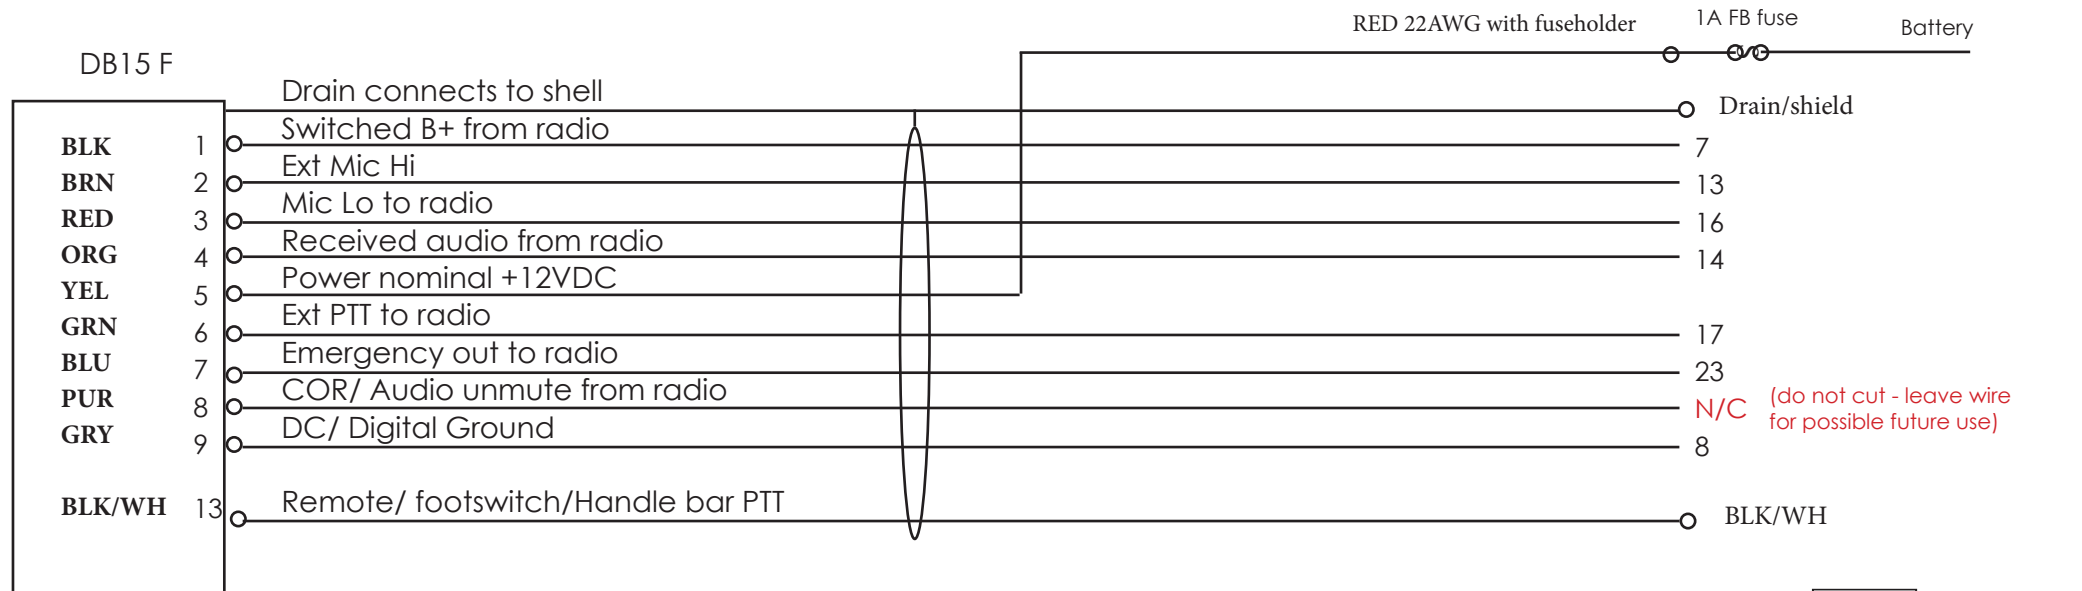 RED 22AWG with fuseholder 1A FB fuse Battery
DB15 F
Drain connects to shell Drain/shield
Switched B+ from radio
BLK 1 7
Ext Mic Hi
BRN 2 13
Mic Lo to radio
RED 3 16
Received audio from radio
ORG 4 14
Power nominal +12VDC
YEL 5
Ext PTT to radio
GRN 6 17
Emergency out to radio
BLU 7 23
COR/ Audio unmute from radio
PUR 8 N/C (do not cut - leave wire
for possible future use)
DC/ Digital Ground
GRY 9 8
Remote/ footswitch/Handle bar PTT
BLK/WH 13 BLK/WH